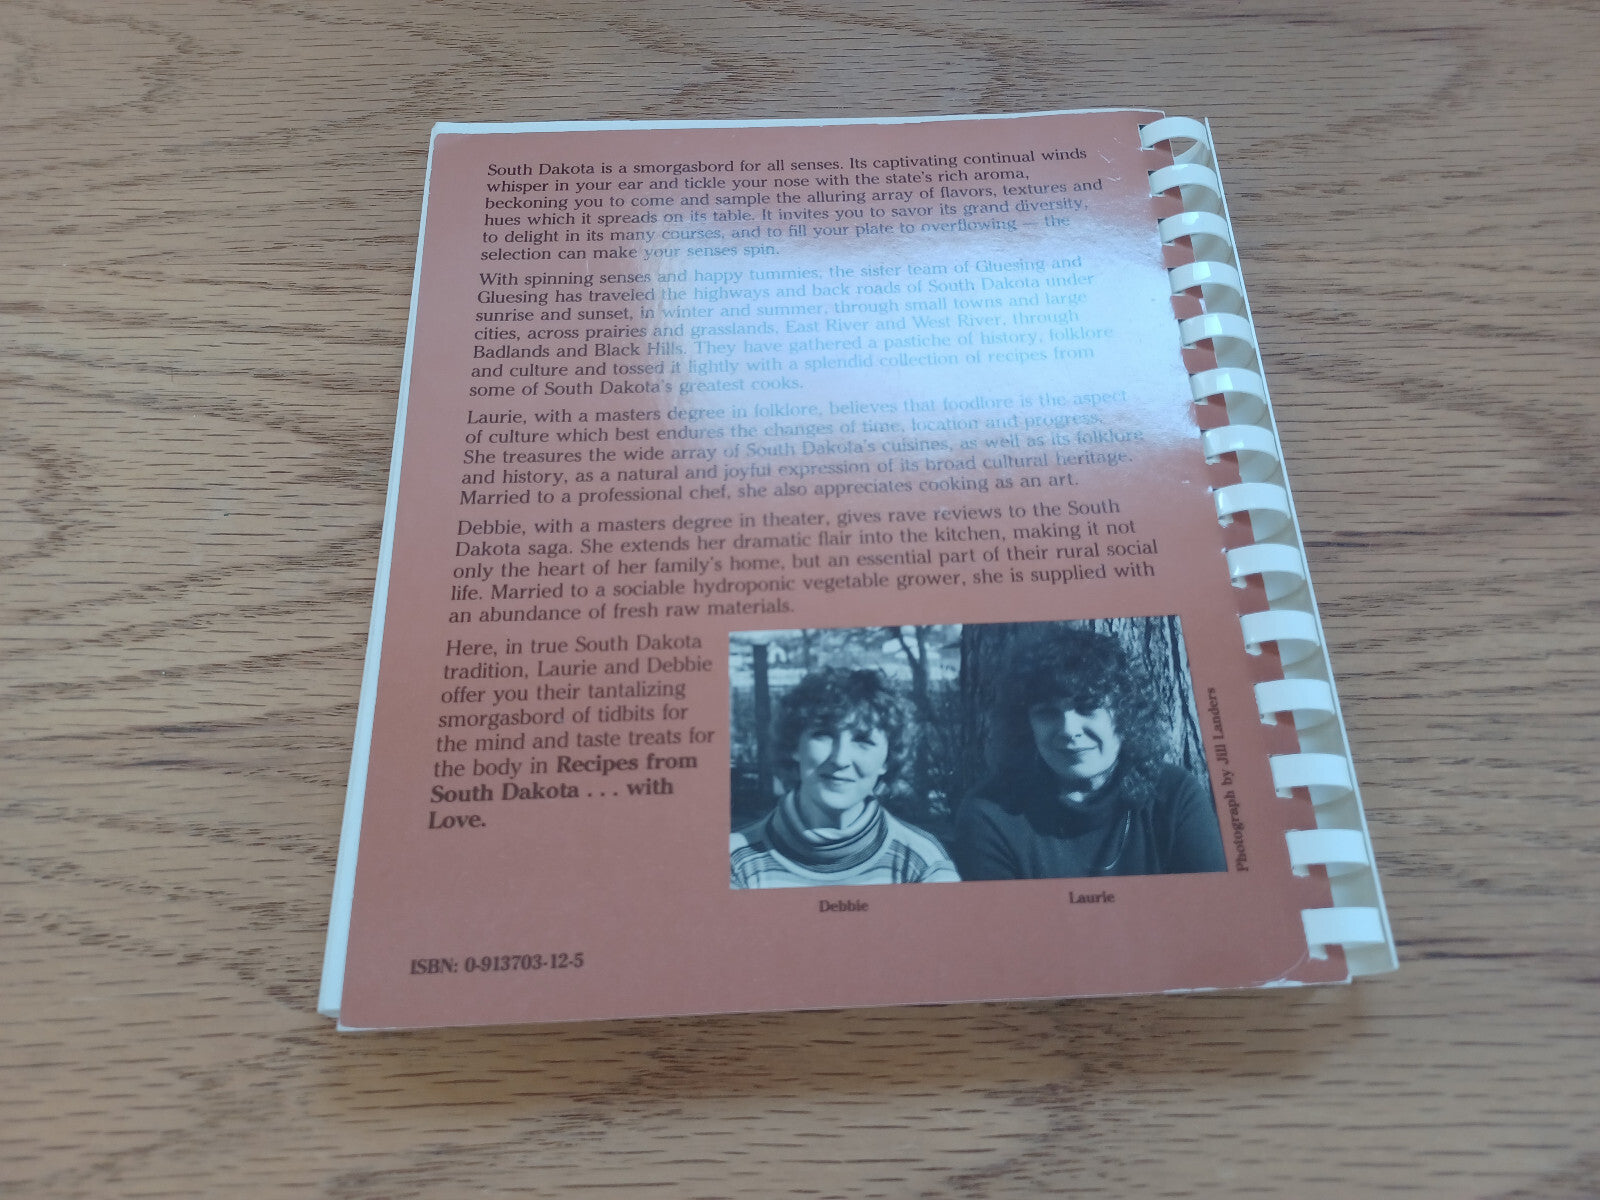 South Dakota is a smorgasbord for all senses. Its captivating continual winds
whisper in your ear and tickle your nose with the state's rich aroma,
beckoning you to come and sample the alluring array of flavors, textures and
hues which it spreads on its table. It invites you to savor its grand diversity,
to delight in its many courses, and to fill your plate to overflowing — the
selection can make your senses spin.
With spinning senses and happy tummies, the sister team of Gluesing and
Gluesing has traveled the highways and back roads of South Dakota under
sunrise and sunset, in winter and summer, through small towns and large
cities, across prairies and grasslands, East River and West River, through
Badlands and Black Hills. They have gathered a pastiche of history, folklore
and culture and tossed it lightly with a splendid collection of recipes from
some of South Dakota's greatest cooks.
Laurie, with a masters degree in folklore, believes that foodlore is the aspect
of culture which best endures the changes of time, location and progress.
She treasures the wide array of South Dakota's cuisines, as well as its folklore
and history, as a natural and joyful expression of its broad cultural heritage.
Married to a professional chef, she also appreciates cooking as an art.
Debbie, with a masters degree in theater, gives rave reviews to the South
Dakota saga. She extends her dramatic flair into the kitchen, making it not
only the heart of her family's home, but an essential part of their rural social
life. Married to a sociable hydroponic vegetable grower, she is supplied with
an abundance of fresh raw materials.
Here, in true South Dakota
tradition, Laurie and Debbie
offer you their tantalizing
smorgasbord of tidbits for
the mind and taste treats for
the body in Recipes from
South Dakota . . . with
Love.
Photograph by Jill Landers
Debbie
Laurie
ISBN: 0-913703-12-5